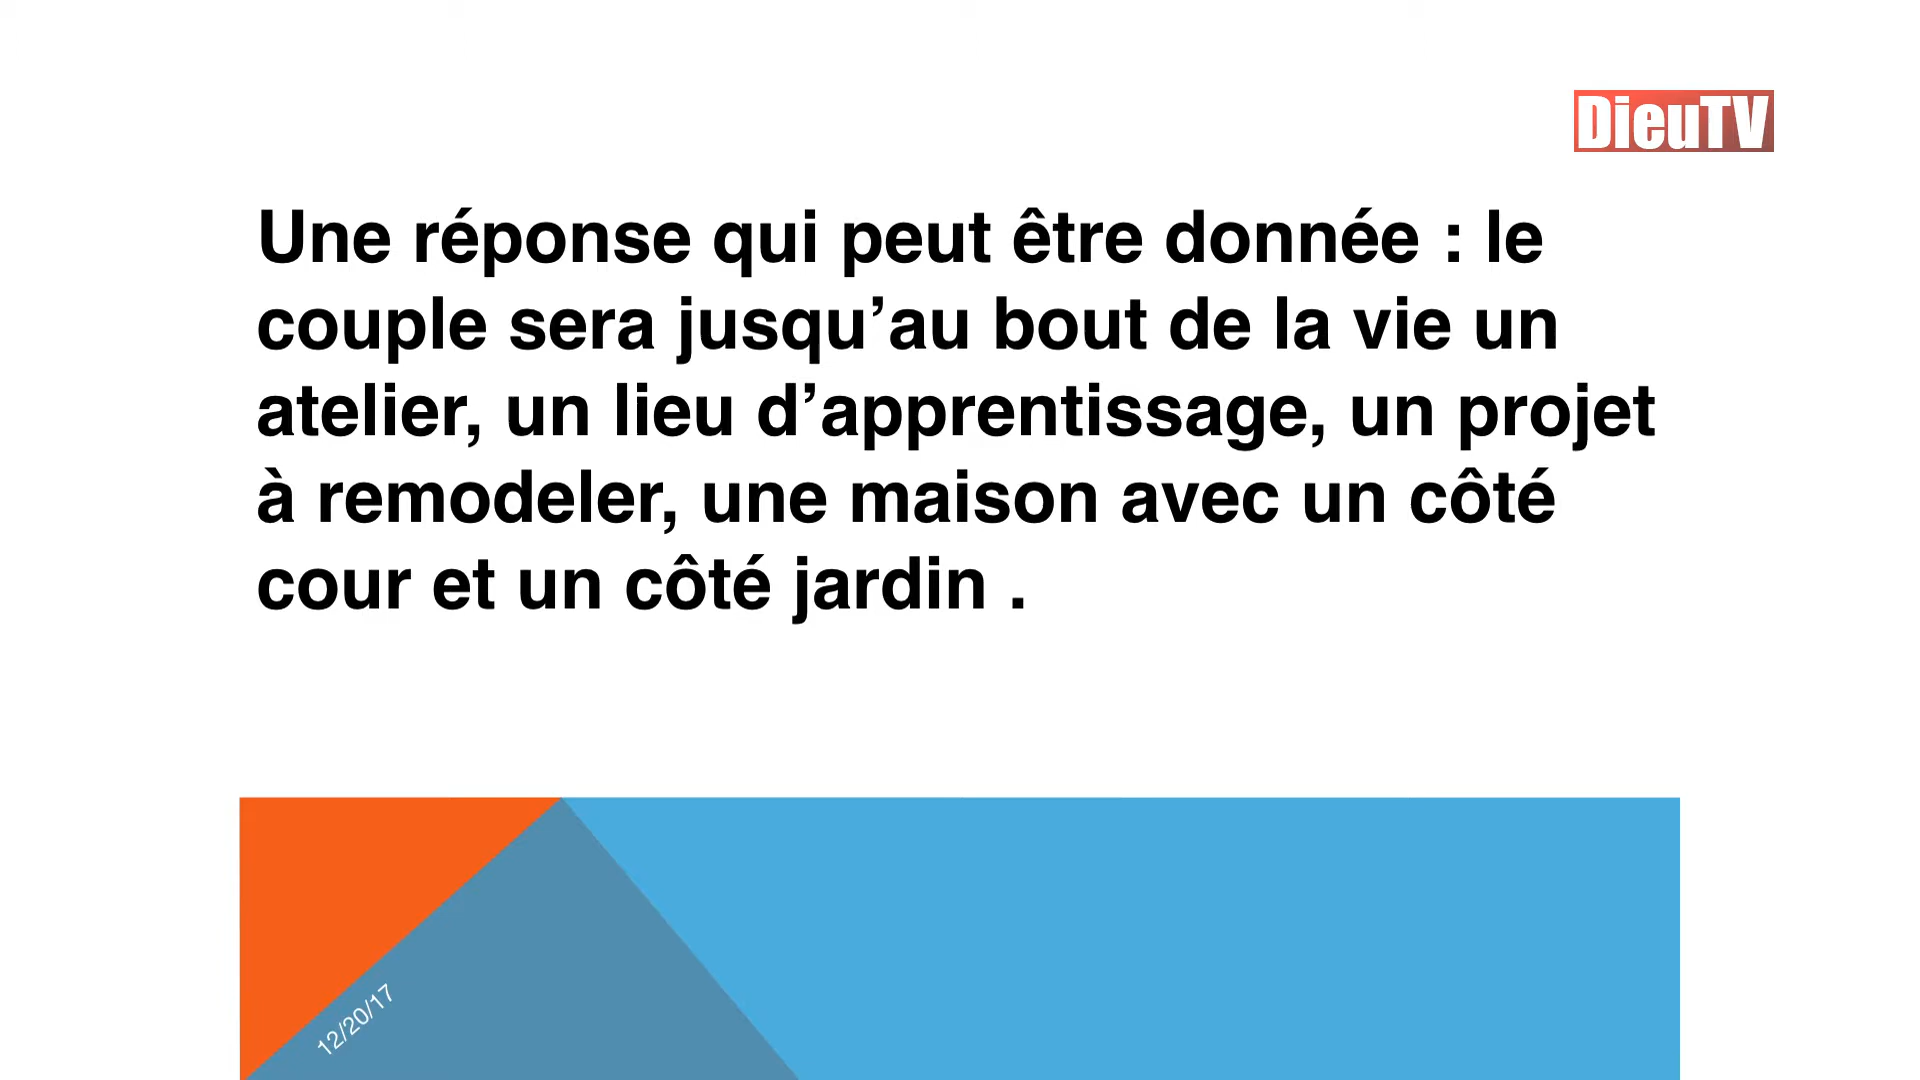 DieuTV
Une réponse qui peut être donnée : le
couple sera jusqu’au bout de la vie un
atelier, un lieu d’apprentissage, un projet
à remodeler, une maison avec un côté
cour et un côté jardin .
12/20/17